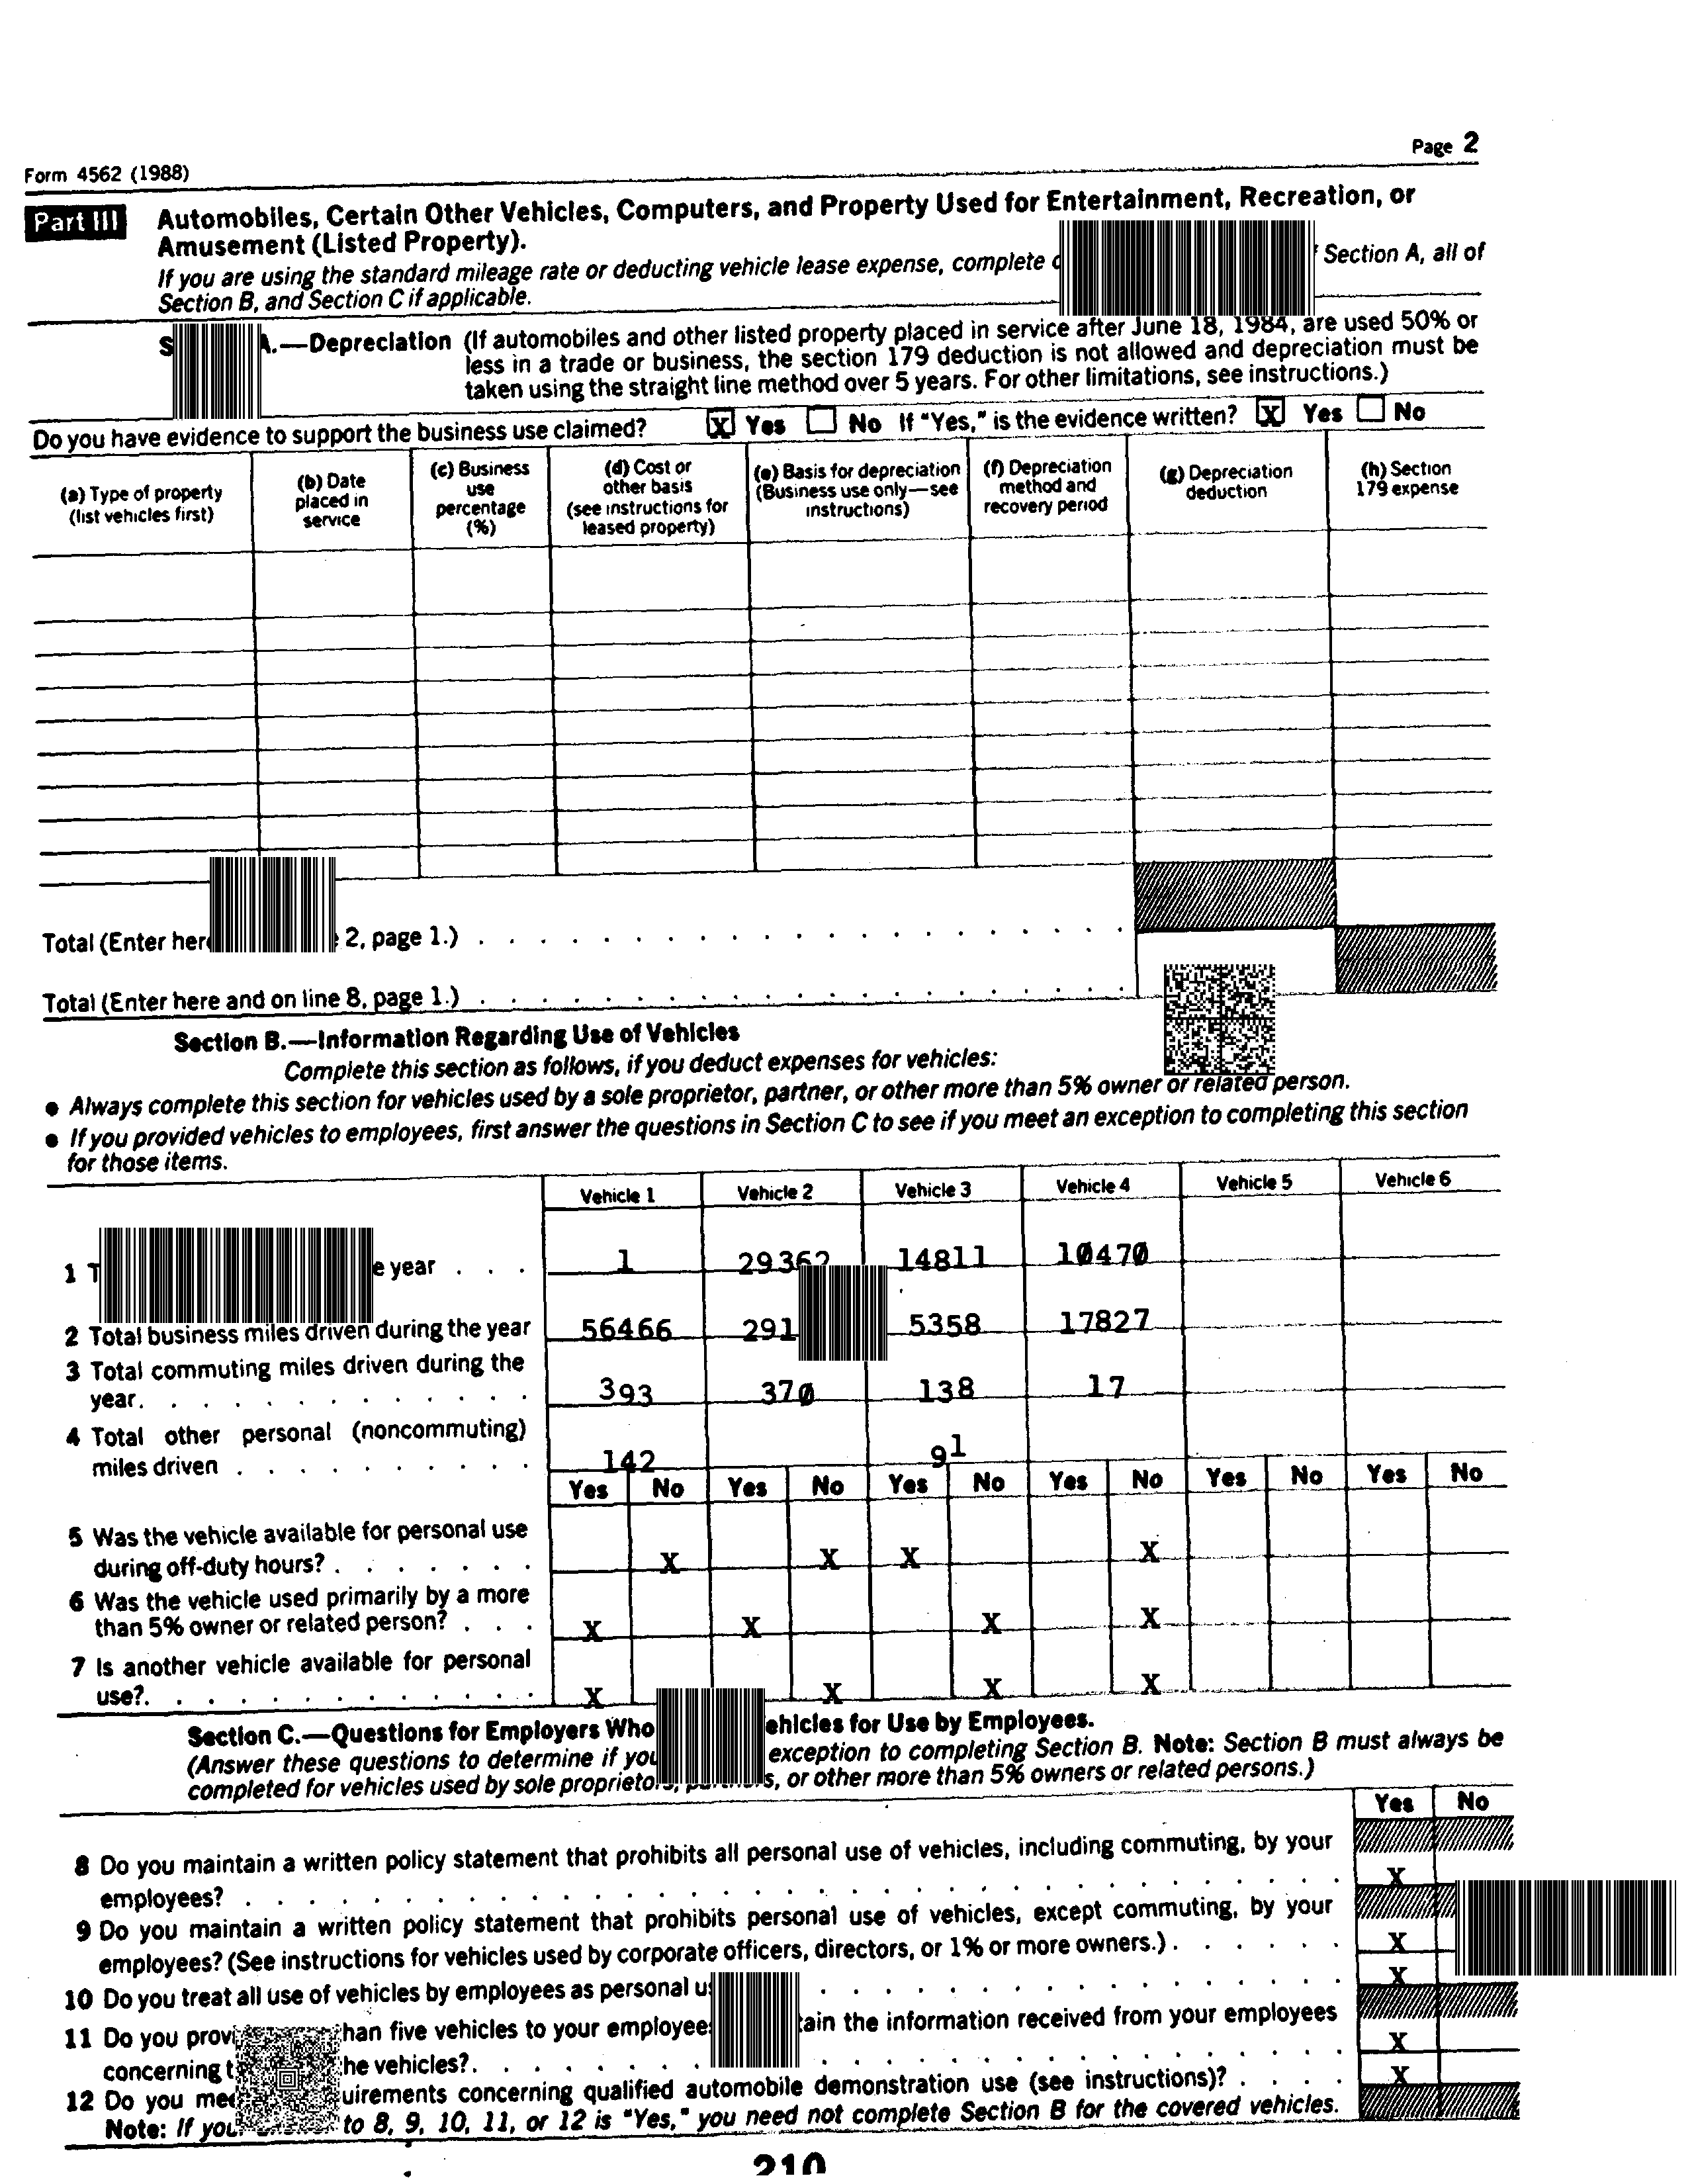 Page 2
Form 4562 (1988)
Part III Automobiles, Certain Other Vehicles, Computers, and Property Used for Entertainment, Recreation, or
Amusement (Listed Property).
If you are using the standard mileage rate or deducting vehicle lease expense, complete Section A, all of
Section B, and Section C if applicable.
A.—Depreciation (If automobiles and other listed property placed in service after June 18, 1984, are used 50% or
less in a trade or business, the section 179 deduction is not allowed and depreciation must be
taken using the straight line method over 5 years. For other limitations, see instructions.)
Do you have evidence to support the business use claimed? X Yes No If "Yes," is the evidence written? X Yes No
(a) Type of property (list vehicles first)
(b) Date placed in service
(c) Business use percentage (%)
(d) Cost or other basis (see instructions for leased property)
(e) Basis for depreciation (Business use only—see instructions)
(f) Depreciation method and recovery period
(g) Depreciation deduction
(h) Section 179 expense
Total (Enter 2, page 1.)
Total (Enter here and on line 8, page 1.)
Section B.—Information Regarding Use of Vehicles
Complete this section as follows, if you deduct expenses for vehicles:
● Always complete this section for vehicles used by a sole proprietor, partner, or other more than 5% owner or related person.
● If you provided vehicles to employees, first answer the questions in Section C to see if you meet an exception to completing this section
for those items.
Vehicle 1 Vehicle 2 Vehicle 3 Vehicle 4 Vehicle 5 Vehicle 6
1 year 1 29362 14811 10470
2 Total business miles driven during the year 56466 291 5358 17827
3 Total commuting miles driven during the
year 393 370 138 17
4 Total other personal (noncommuting)
miles driven 142 91
Yes No Yes No Yes No Yes No Yes No Yes No
5 Was the vehicle available for personal use
during off-duty hours? X X X X
6 Was the vehicle used primarily by a more
than 5% owner or related person? X X X X
7 Is another vehicle available for personal
use? X X X X
Section C.—Questions for Employers Who for Use by Employees.
(Answer these questions to determine if you exception to completing Section B. Note: Section B must always be
completed for vehicles used by sole or other more than 5% owners or related persons.)
Yes No
8 Do you maintain a written policy statement that prohibits all personal use of vehicles, including commuting, by your
employees? X
9 Do you maintain a written policy statement that prohibits personal use of vehicles, except commuting, by your
employees? (See instructions for vehicles used by corporate officers, directors, or 1% or more owners.) X
10 Do you treat all use of vehicles by employees as personal X
11 Do you five vehicles to your the information received from your employees
concerning vehicles? X
12 Do you concerning qualified automobile demonstration use (see instructions)? X
Note: If to 8, 9, 10, 11, or 12 is "Yes," you need not complete Section B for the covered vehicles.
210